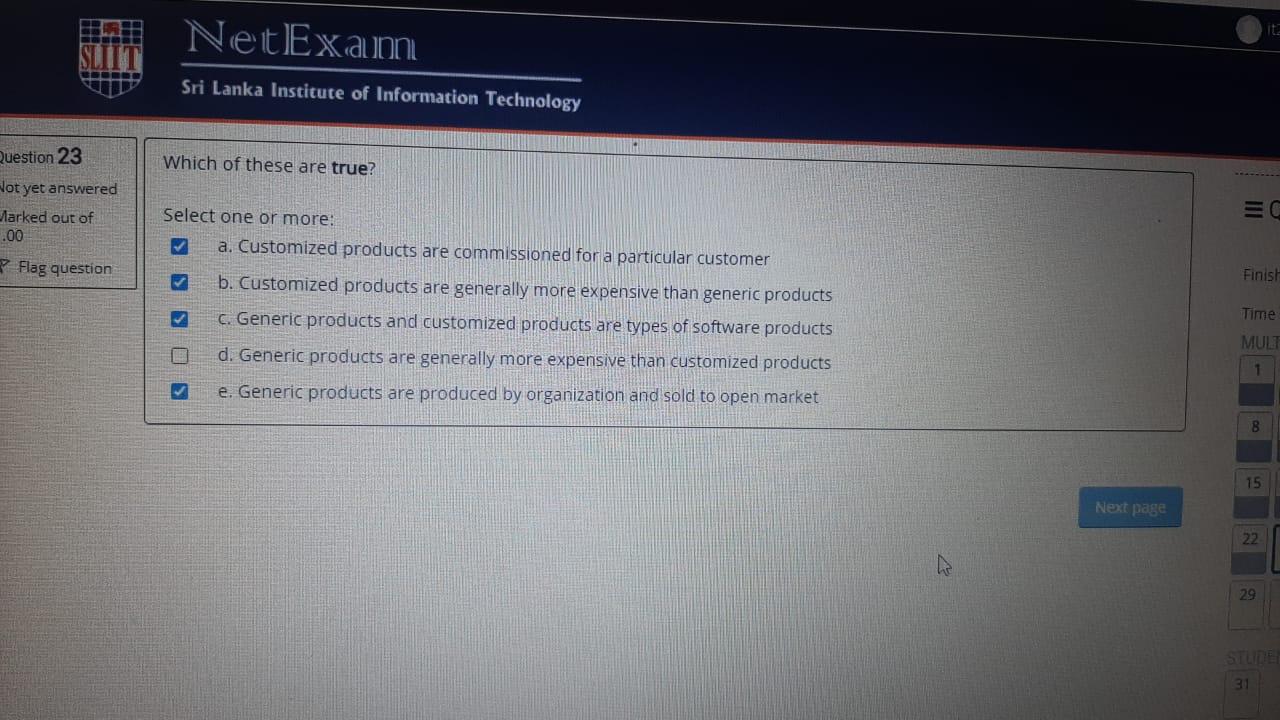 SLIIT
NetExam
Sri Lanka Institute of Information Technology
Question 23
Not yet answered
Marked out of
.00
Flag question
Which of these are true?
Select one or more:
a. Customized products are commissioned for a particular customer
b. Customized products are generally more expensive than generic products
c. Generic products and customized products are types of software products
d. Generic products are generally more expensive than customized products
e. Generic products are produced by organization and sold to open market
Next page
Finish
Time
MULT
1
8
15
22
29
STUDE
31